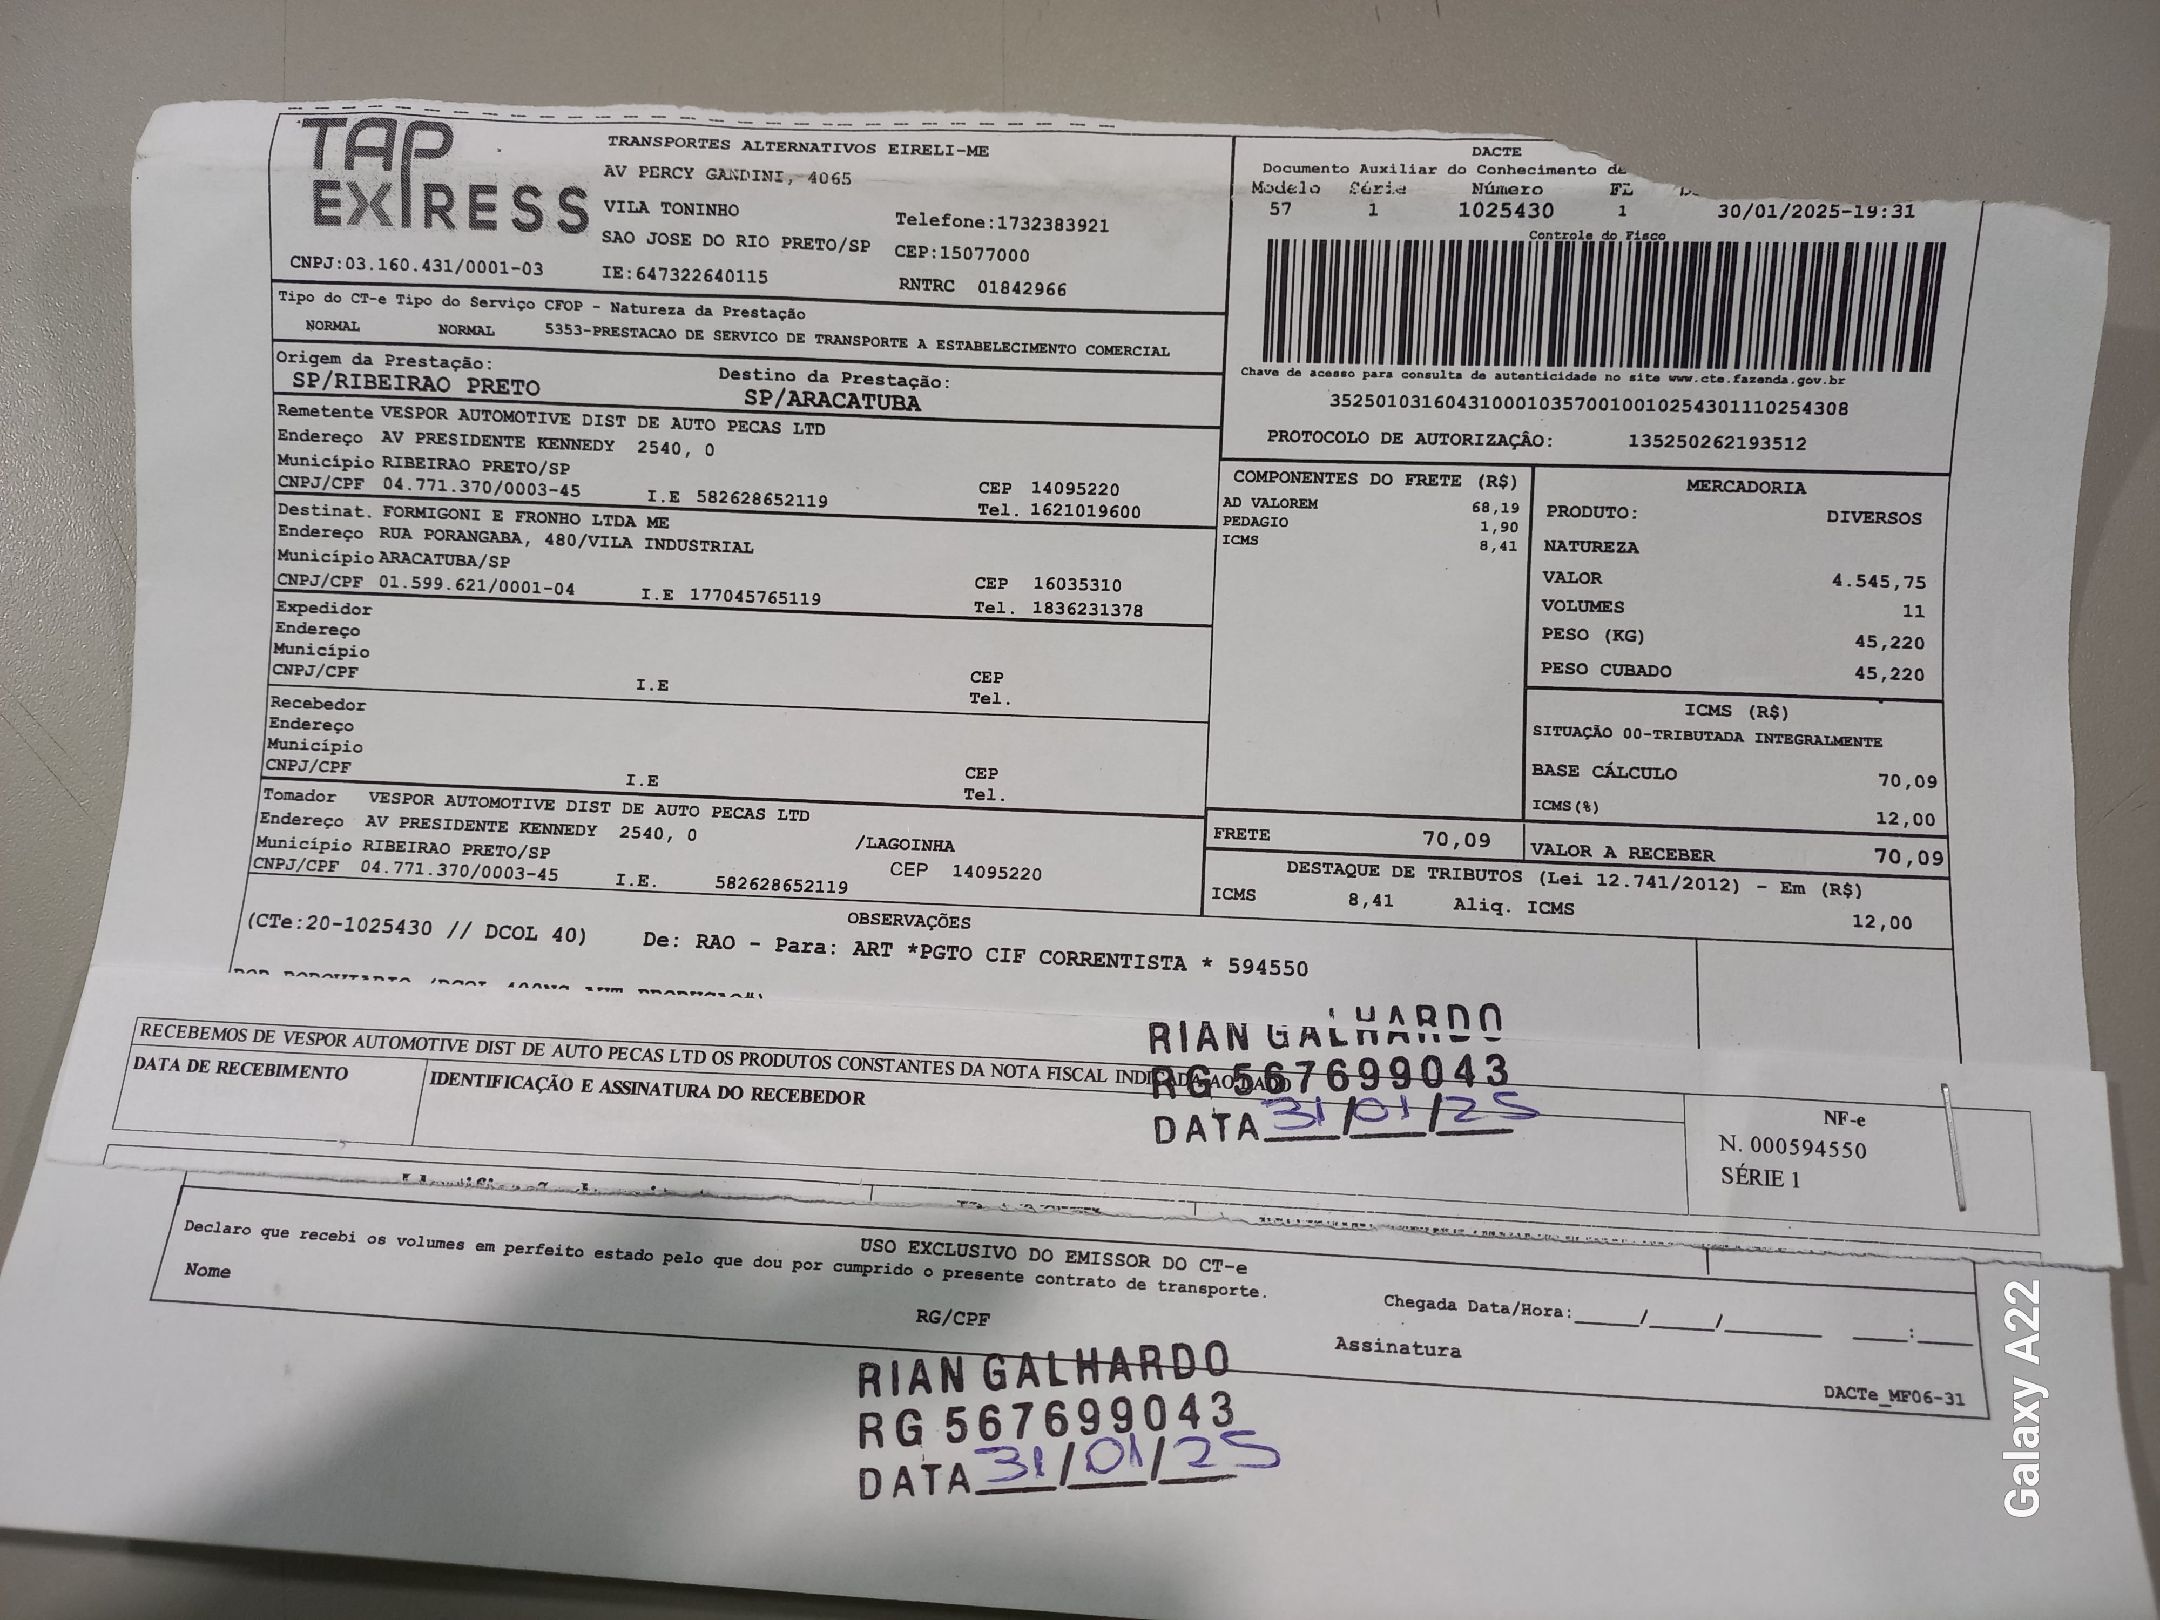 TAP EXPRESS
TRANSPORTES ALTERNATIVOS EIRELI-ME
AV PERCY GANDINI, 4065
VILA TONINHO
Telefone:1732383921
SAO JOSE DO RIO PRETO/SP CEP:15077000
CNPJ:03.160.431/0001-03 IE:647322640115 RNTRC 01842966
DACTE
Documento Auxiliar do Conhecimento de
Modelo Série Número FL
57 1 1025430 1 30/01/2025-19:31
Controle do Fisco
Chave de acesso para consulta de autenticidade no site www.cte.fazenda.gov.br
35250103160431000103570010010254301110254308
PROTOCOLO DE AUTORIZAÇÂO: 135250262193512
Tipo do CT-e Tipo do Serviço CFOP - Natureza da Prestação
NORMAL NORMAL 5353-PRESTACAO DE SERVICO DE TRANSPORTE A ESTABELECIMENTO COMERCIAL
Origem da Prestação: Destino da Prestação:
SP/RIBEIRAO PRETO SP/ARACATUBA
Remetente VESPOR AUTOMOTIVE DIST DE AUTO PECAS LTD
Endereço AV PRESIDENTE KENNEDY 2540, 0
Município RIBEIRAO PRETO/SP CEP 14095220
CNPJ/CPF 04.771.370/0003-45 I.E 582628652119 Tel. 1621019600
Destinat. FORMIGONI E FRONHO LTDA ME
Endereço RUA PORANGABA, 480/VILA INDUSTRIAL
Município ARACATUBA/SP CEP 16035310
CNPJ/CPF 01.599.621/0001-04 I.E 177045765119 Tel. 1836231378
Expedidor
Endereço
Município CEP
CNPJ/CPF I.E Tel.
Recebedor
Endereço
Município CEP
CNPJ/CPF I.E Tel.
Tomador VESPOR AUTOMOTIVE DIST DE AUTO PECAS LTD
Endereço AV PRESIDENTE KENNEDY 2540, 0 /LAGOINHA
Município RIBEIRAO PRETO/SP CEP 14095220
CNPJ/CPF 04.771.370/0003-45 I.E. 582628652119
COMPONENTES DO FRETE (R$)
AD VALOREM 68,19
PEDAGIO 1,90
ICMS 8,41
MERCADORIA
PRODUTO: DIVERSOS
NATUREZA
VALOR 4.545,75
VOLUMES 11
PESO (KG) 45,220
PESO CUBADO 45,220
ICMS (R$)
SITUAÇÃO 00-TRIBUTADA INTEGRALMENTE
BASE CÁLCULO 70,09
ICMS(%) 12,00
FRETE 70,09 VALOR A RECEBER 70,09
DESTAQUE DE TRIBUTOS (Lei 12.741/2012) - Em (R$)
ICMS 8,41 Aliq. ICMS 12,00
OBSERVAÇÕES
(CTe:20-1025430 // DCOL 40) De: RAO - Para: ART *PGTO CIF CORRENTISTA * 594550
RECEBEMOS DE VESPOR AUTOMOTIVE DIST DE AUTO PECAS LTD OS PRODUTOS CONSTANTES DA NOTA FISCAL INDICADA AO LADO
DATA DE RECEBIMENTO IDENTIFICAÇÃO E ASSINATURA DO RECEBEDOR
RIAN GALHARDO
RG 567699043
DATA 31/01/25
NF-e
N. 000594550
SÉRIE 1
USO EXCLUSIVO DO EMISSOR DO CT-e
Declaro que recebi os volumes em perfeito estado pelo que dou por cumprido o presente contrato de transporte.
Nome RG/CPF Assinatura
Chegada Data/Hora:_____/_____/_______ ____:____
DACTe_MF06-31
RIAN GALHARDO
RG 567699043
DATA 31/01/25
Galaxy A22